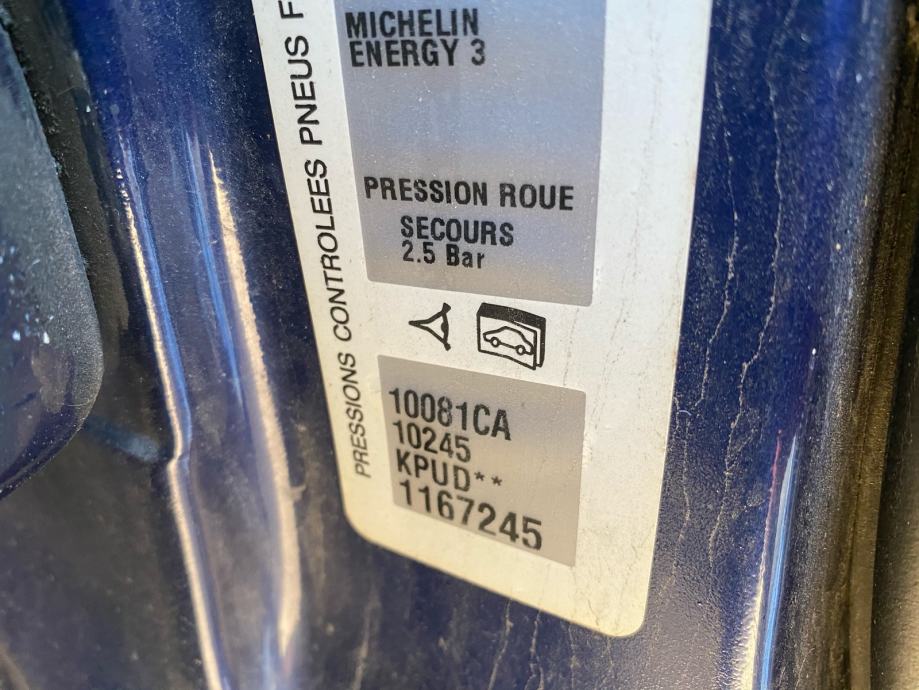 MICHELIN
ENERGY 3
PRESSION ROUE
SECOURS
2.5 Bar
PRESSIONS CONTROLEES PNEUS F
10081CA
10245
KPUD**
1167245